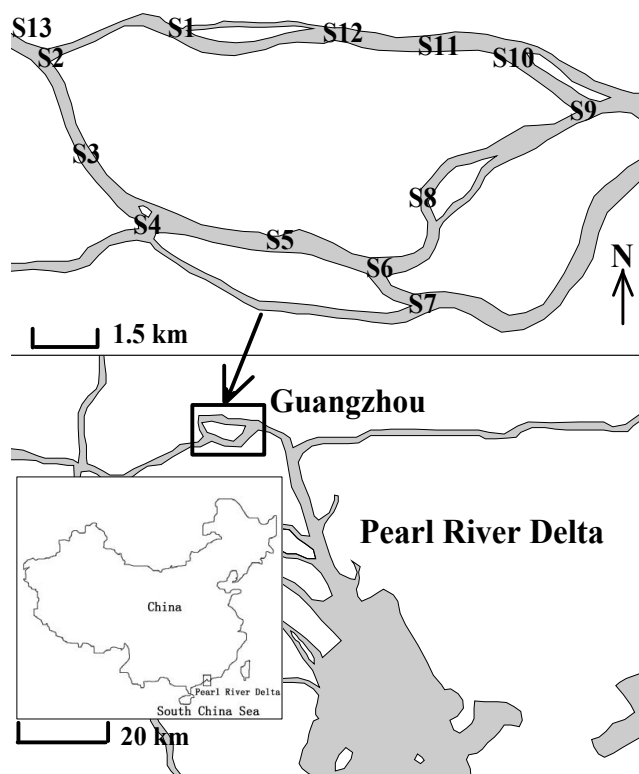 S13
S1
S2
S12
S11
S10
S9
S3
S8
S4
S5
S6
S7
N
1.5 km
Guangzhou
Pearl River Delta
China
Pearl River Delta
South China Sea
20 km